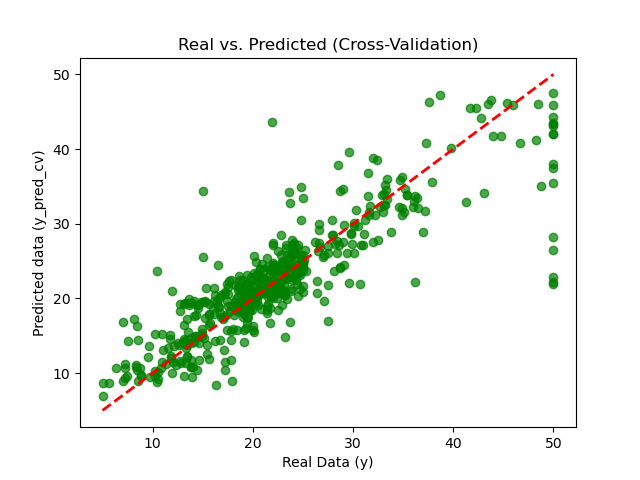 Real vs. Predicted (Cross-Validation)
50
40
30
20
10
Predicted data (y_pred_cv)
10 20 30 40 50
Real Data (y)